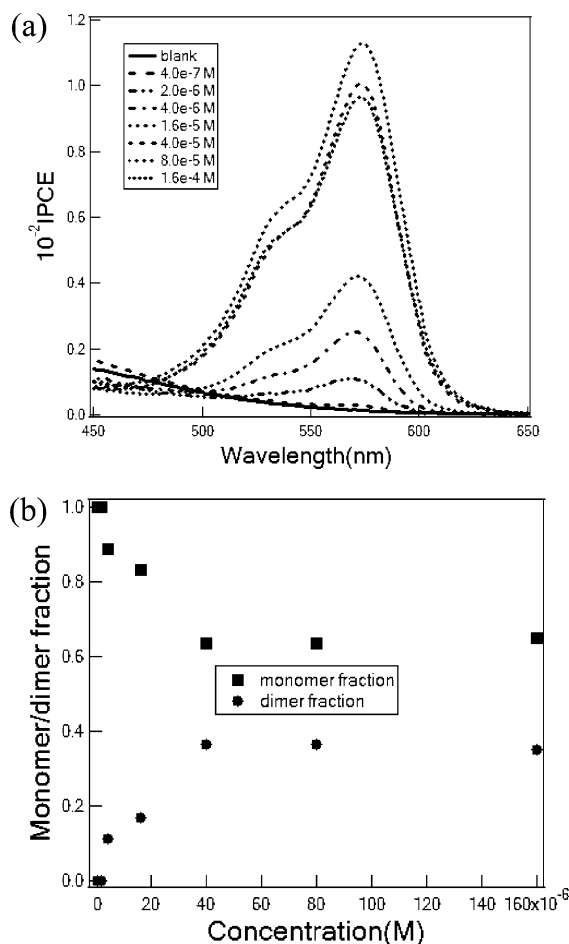 (a)
blank
4.0e-7 M
2.0e-6 M
4.0e-6 M
1.6e-5 M
4.0e-5 M
8.0e-5 M
1.6e-4 M
1.0
0.8
0.6
0.4
0.2
0.0
10⁻²IPCE
450 500 550 600 650
Wavelength(nm)
(b)
1.0
0.8
0.6
0.4
0.2
0.0
Monomer/dimer fraction
monomer fraction
dimer fraction
0 20 40 60 80 100 120 140 160x10⁻⁶
Concentration(M)